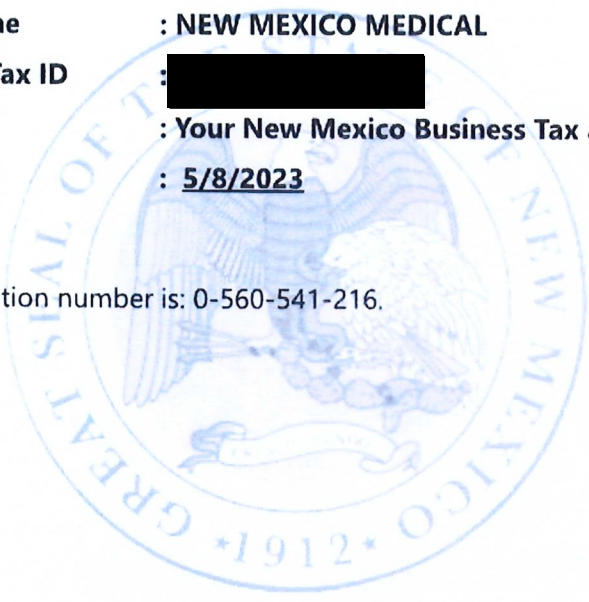 ne : NEW MEXICO MEDICAL
Tax ID :
: Your New Mexico Business Tax
: 5/8/2023
tion number is: 0-560-541-216.
GREAT SEAL OF THE STATE OF NEW MEXICO
*1912*